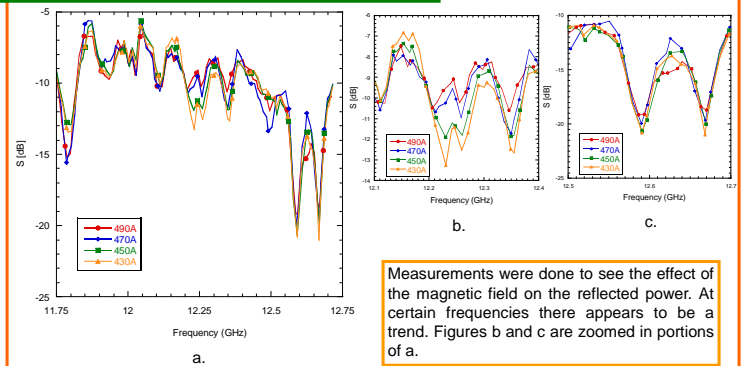 -5
-10
-15
-20
-25
S [dB]
490A
470A
450A
430A
11.75 12 12.25 12.5 12.75
Frequency (GHz)
a.
-6
-7
-8
-9
-10
-11
-12
-13
-14
S [dB]
490A
470A
450A
430A
12.1 12.2 12.3 12.4
Frequency (GHz)
b.
-10
-15
-20
-25
S [dB]
490A
470A
450A
430A
12.5 12.6 12.7
Frequency (GHz)
c.
Measurements were done to see the effect of
the magnetic field on the reflected power. At
certain frequencies there appears to be a
trend. Figures b and c are zoomed in portions
of a.